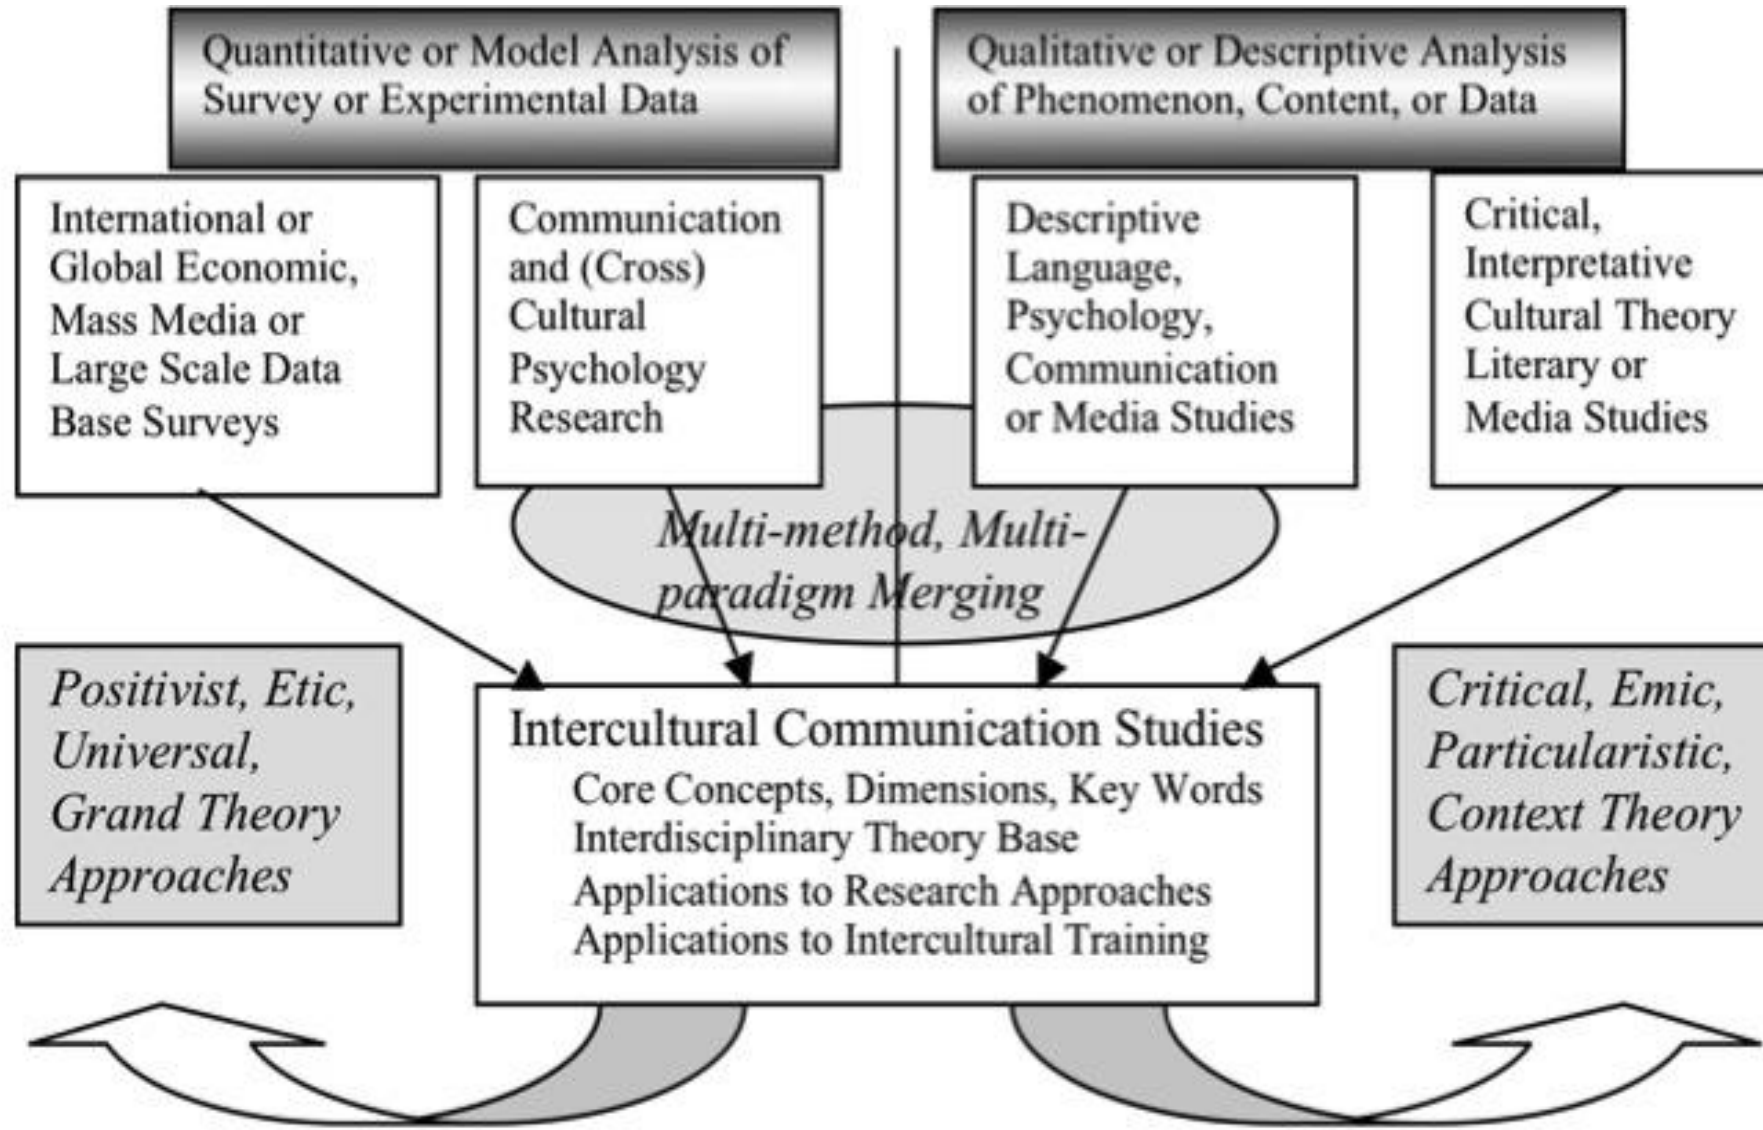 Quantitative or Model Analysis of
Survey or Experimental Data
Qualitative or Descriptive Analysis
of Phenomenon, Content, or Data
International or
Global Economic,
Mass Media or
Large Scale Data
Base Surveys
Communication
and (Cross)
Cultural
Psychology
Research
Descriptive
Language,
Psychology,
Communication
or Media Studies
Critical,
Interpretative
Cultural Theory
Literary or
Media Studies
Multi-method, Multi-
paradigm Merging
Positivist, Etic,
Universal,
Grand Theory
Approaches
Intercultural Communication Studies
Core Concepts, Dimensions, Key Words
Interdisciplinary Theory Base
Applications to Research Approaches
Applications to Intercultural Training
Critical, Emic,
Particularistic,
Context Theory
Approaches